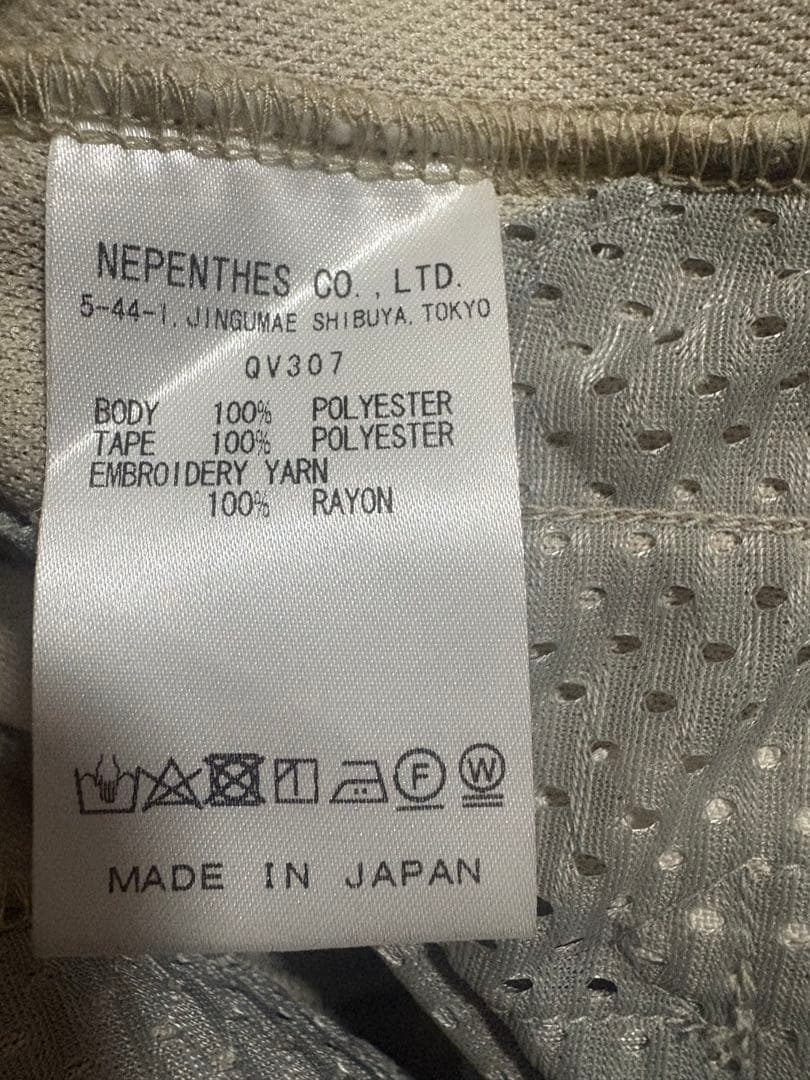 NEPENTHES CO., LTD.
5-44-1, JINGUMAE SHIBUYA, TOKYO
QV307
BODY 100% POLYESTER
TAPE 100% POLYESTER
EMBROIDERY YARN
100% RAYON
F W
MADE IN JAPAN